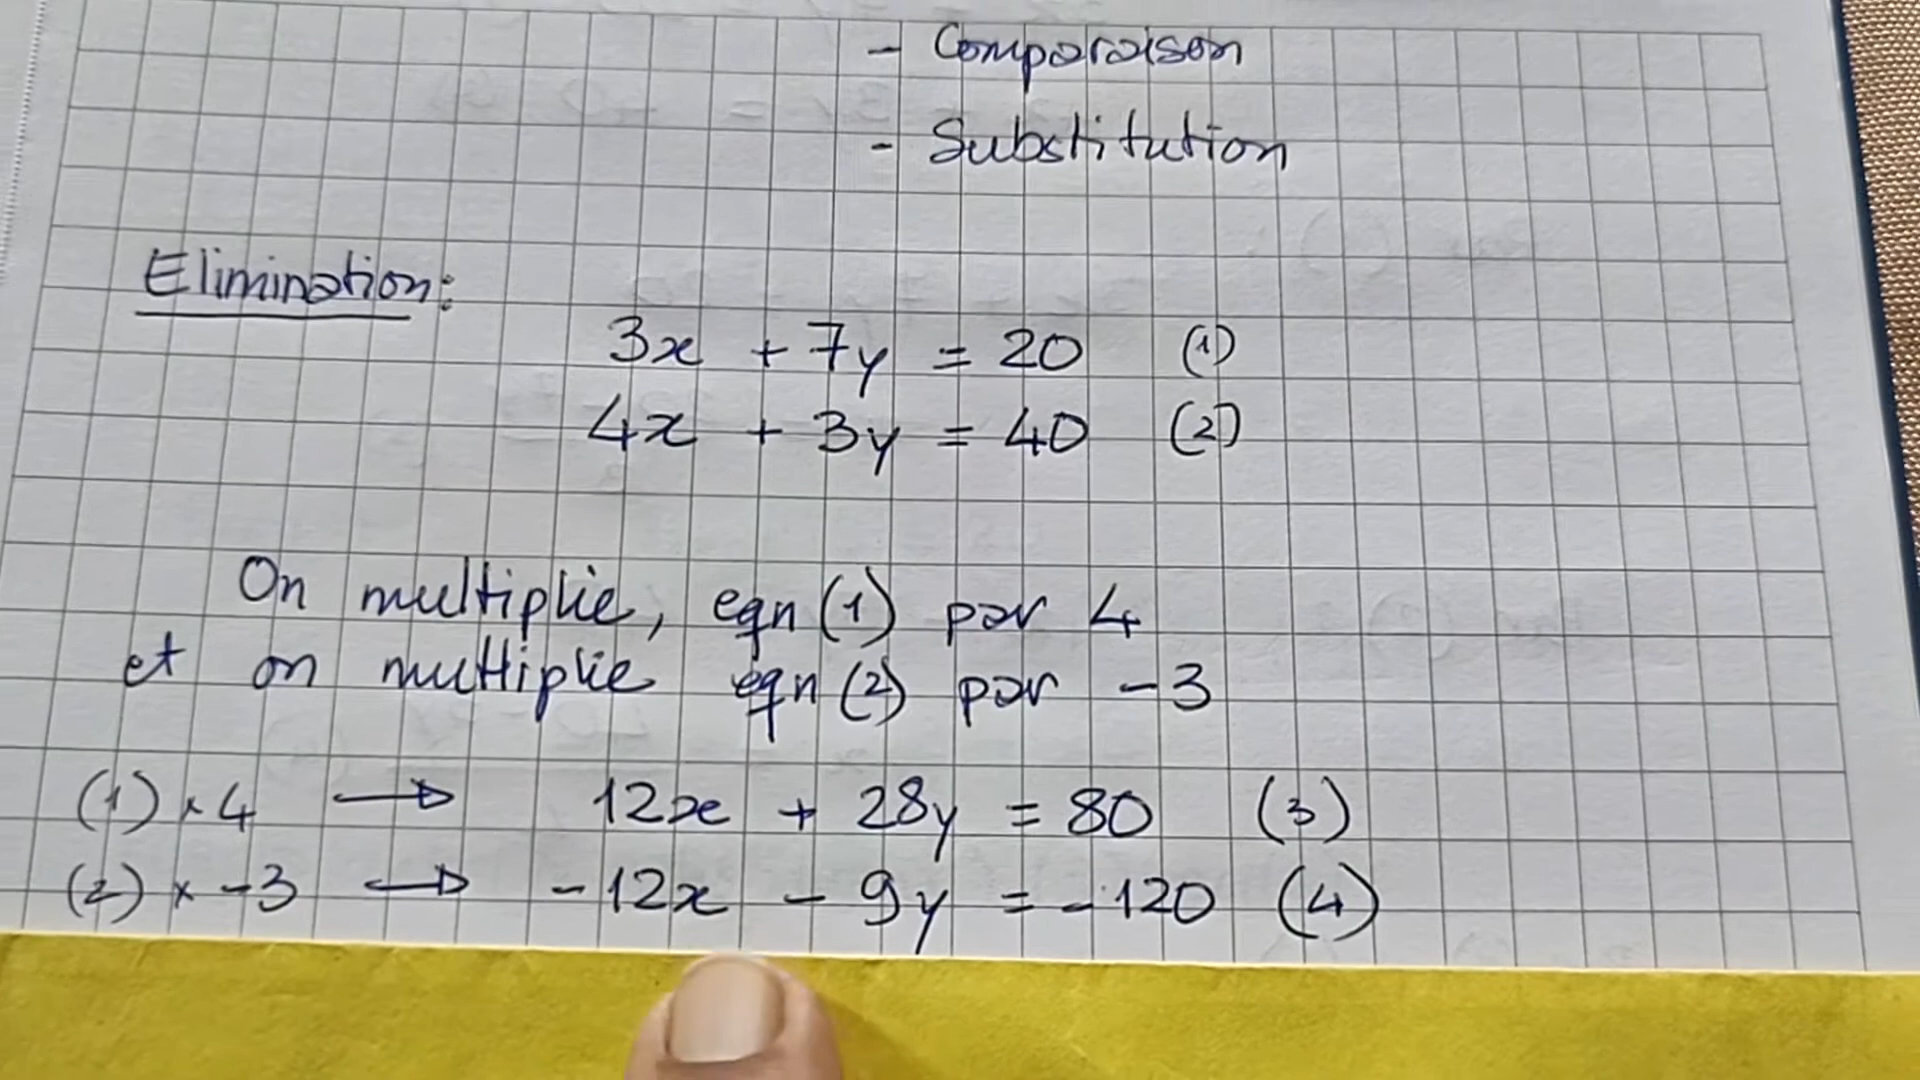 - Comparaison
- Substitution
Elimination:
3x + 7y = 20 (1)
4x + 3y = 40 (2)
On multiplie, eqn (1) par 4
et on multiplie eqn (2) par -3
(1) × 4 → 12x + 28y = 80 (3)
(2) × -3 → -12x - 9y = -120 (4)